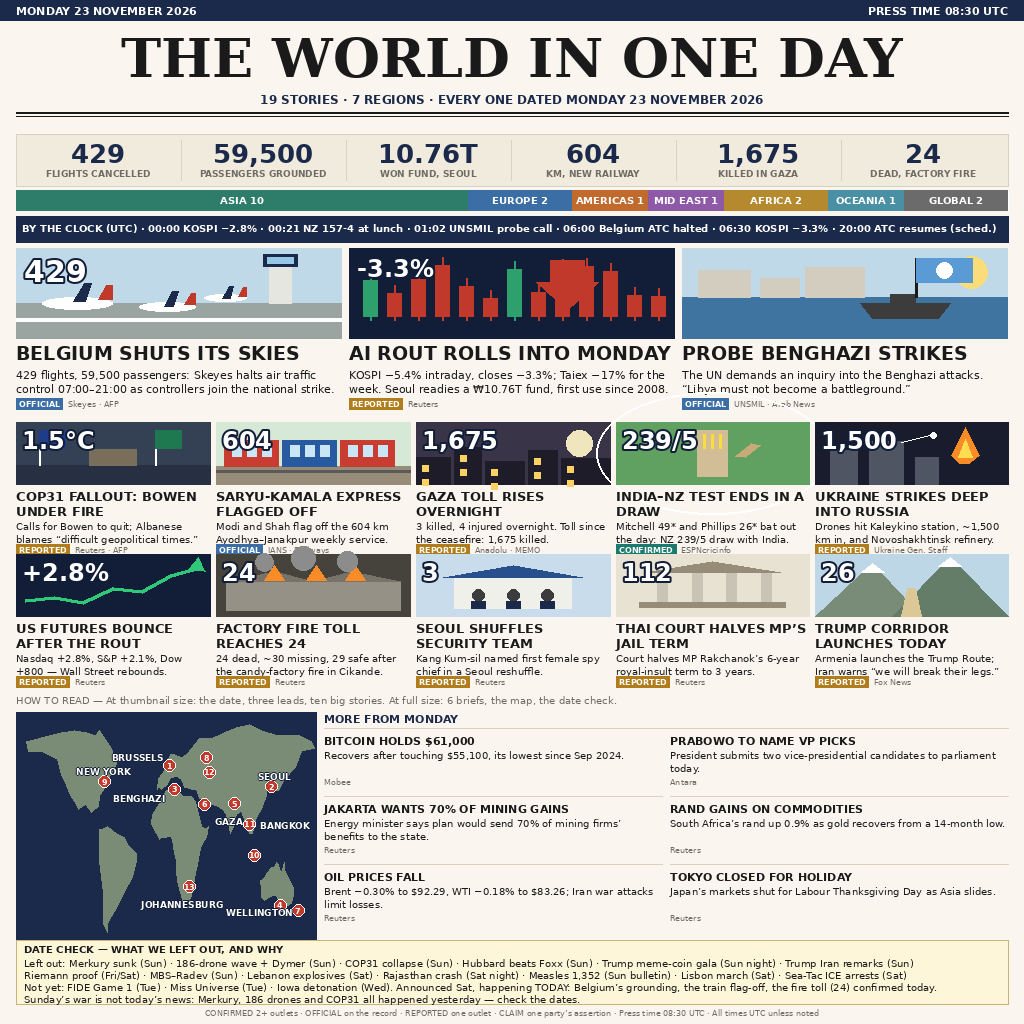 MONDAY 23 NOVEMBER 2026
PRESS TIME 08:30 UTC
THE WORLD IN ONE DAY
19 STORIES · 7 REGIONS · EVERY ONE DATED MONDAY 23 NOVEMBER 2026
429
FLIGHTS CANCELLED
59,500
PASSENGERS GROUNDED
10.76T
WON FUND, SEOUL
604
KM, NEW RAILWAY
1,675
KILLED IN GAZA
24
DEAD, FACTORY FIRE
ASIA 10
EUROPE 2
AMERICAS 1
MID EAST 1
AFRICA 2
OCEANIA 1
GLOBAL 2
BY THE CLOCK (UTC) · 00:00 KOSPI −2.8% · 00:21 NZ 157-4 at lunch · 01:02 UNSMIL probe call · 06:00 Belgium ATC halted · 06:30 KOSPI −3.3% · 20:00 ATC resumes (sched.)
429
BELGIUM SHUTS ITS SKIES
429 flights, 59,500 passengers: Skeyes halts air traffic
control 07:00–21:00 as controllers join the national strike.
OFFICIAL Skeyes · AFP
-3.3%
AI ROUT ROLLS INTO MONDAY
KOSPI −5.4% intraday, closes −3.3%; Taiex −17% for the
week. Seoul readies a ₩10.76T fund, first use since 2008.
REPORTED Reuters
PROBE BENGHAZI STRIKES
The UN demands an inquiry into the Benghazi attacks.
“Libya must not become a battleground.”
OFFICIAL UNSMIL · Arab News
1.5°C
COP31 FALLOUT: BOWEN
UNDER FIRE
Calls for Bowen to quit; Albanese
blames “difficult geopolitical times.”
REPORTED Reuters · AFP
604
SARYU-KAMALA EXPRESS
FLAGGED OFF
Modi and Shah flag off the 604 km
Ayodhya–Janakpur weekly service.
OFFICIAL IANS ·
1,675
GAZA TOLL RISES
OVERNIGHT
3 killed, 4 injured overnight. Toll since
the ceasefire: 1,675 killed.
REPORTED Anadolu · MEMO
239/5
INDIA–NZ TEST ENDS IN A
DRAW
Mitchell 49* and Phillips 26* bat out
the day: NZ 239/5 draw with India.
CONFIRMED ESPNcricinfo
1,500
UKRAINE STRIKES DEEP
INTO RUSSIA
Drones hit Kaleykino station, ~1,500
km in, and Novoshakhtinsk refinery.
REPORTED Ukraine Gen. Staff
+2.8%
US FUTURES BOUNCE
AFTER THE ROUT
Nasdaq +2.8%, S&P +2.1%, Dow
+800 — Wall Street rebounds.
REPORTED Reuters
24
FACTORY FIRE TOLL
REACHES 24
24 dead, ~30 missing, 29 safe after
the candy-factory fire in Cikande.
REPORTED Reuters
3
SEOUL SHUFFLES
SECURITY TEAM
Kang Kum-sil named first female spy
chief in a Seoul reshuffle.
REPORTED Reuters
112
THAI COURT HALVES MP’S
JAIL TERM
Court halves MP Rakchanok’s 6-year
royal-insult term to 3 years.
REPORTED Reuters
26
TRUMP CORRIDOR
LAUNCHES TODAY
Armenia launches the Trump Route;
Iran warns “we will break their legs.”
REPORTED Fox News
HOW TO READ — At thumbnail size: the date, three leads, ten big stories. At full size: 6 briefs, the map, the date check.
BRUSSELS
1
8
NEW YORK
9
12
SEOUL
2
BENGHAZI
3
6
5
GAZA
11
BANGKOK
10
13
JOHANNESBURG
4
WELLINGTON
7
MORE FROM MONDAY
BITCOIN HOLDS $61,000
Recovers after touching $55,100, its lowest since Sep 2024.
Mobee
PRABOWO TO NAME VP PICKS
President submits two vice-presidential candidates to parliament
today.
Antara
JAKARTA WANTS 70% OF MINING GAINS
Energy minister says plan would send 70% of mining firms’
benefits to the state.
Reuters
RAND GAINS ON COMMODITIES
South Africa’s rand up 0.9% as gold recovers from a 14-month low.
Reuters
OIL PRICES FALL
Brent −0.30% to $92.29, WTI −0.18% to $83.26; Iran war attacks
limit losses.
Reuters
TOKYO CLOSED FOR HOLIDAY
Japan’s markets shut for Labour Thanksgiving Day as Asia slides.
Reuters
DATE CHECK — WHAT WE LEFT OUT, AND WHY
Left out: Merkury sunk (Sun) · 186-drone wave + Dymer (Sun) · COP31 collapse (Sun) · Hubbard beats Foxx (Sun) · Trump meme-coin gala (Sun night) · Trump Iran remarks (Sun)
Riemann proof (Fri/Sat) · MBS–Radev (Sun) · Lebanon explosives (Sat) · Rajasthan crash (Sat night) · Measles 1,352 (Sun bulletin) · Lisbon march (Sat) · Sea-Tac ICE arrests (Sat)
Not yet: FIDE Game 1 (Tue) · Miss Universe (Tue) · Iowa detonation (Wed). Announced Sat, happening TODAY: Belgium’s grounding, the train flag-off, the fire toll (24) confirmed today.
Sunday’s war is not today’s news: Merkury, 186 drones and COP31 all happened yesterday — check the dates.
CONFIRMED 2+ outlets · OFFICIAL on the record · REPORTED one outlet · CLAIM one party’s assertion · Press time 08:30 UTC · All times UTC unless noted